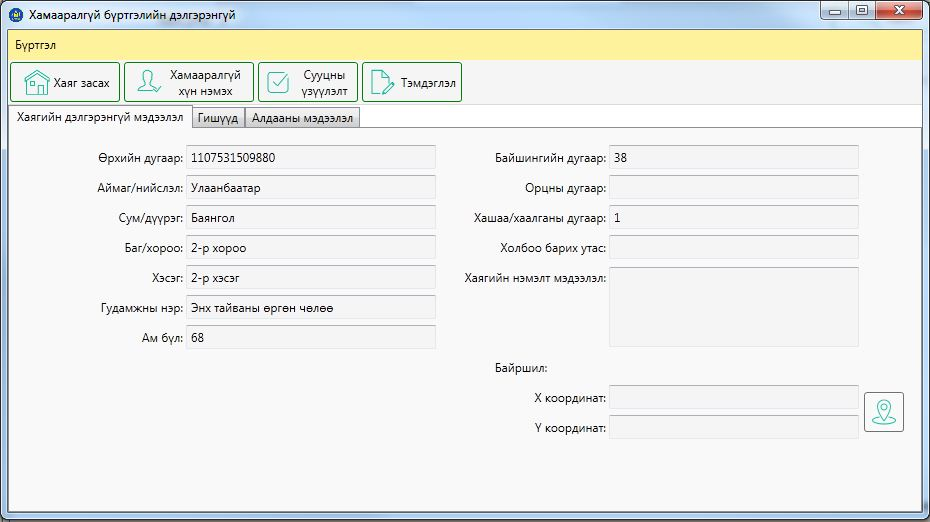 Хамааралгүй бүртгэлийн дэлгэрэнгүй
Бүртгэл
Хаяг засах
Хамааралгүй
хүн нэмэх
Сууцны
үзүүлэлт
Тэмдэглэл
Хаягийн дэлгэрэнгүй мэдээлэл
Гишүүд
Алдааны мэдээлэл
Өрхийн дугаар: 1107531509880
Аймаг/нийслэл: Улаанбаатар
Сум/дүүрэг: Баянгол
Баг/хороо: 2-р хороо
Хэсэг: 2-р хэсэг
Гудамжны нэр: Энх тайваны өргөн чөлөө
Ам бүл: 68
Байшингийн дугаар: 38
Орцны дугаар:
Хашаа/хаалганы дугаар: 1
Холбоо барих утас:
Хаягийн нэмэлт мэдээлэл:
Байршил:
X координат:
Y координат: